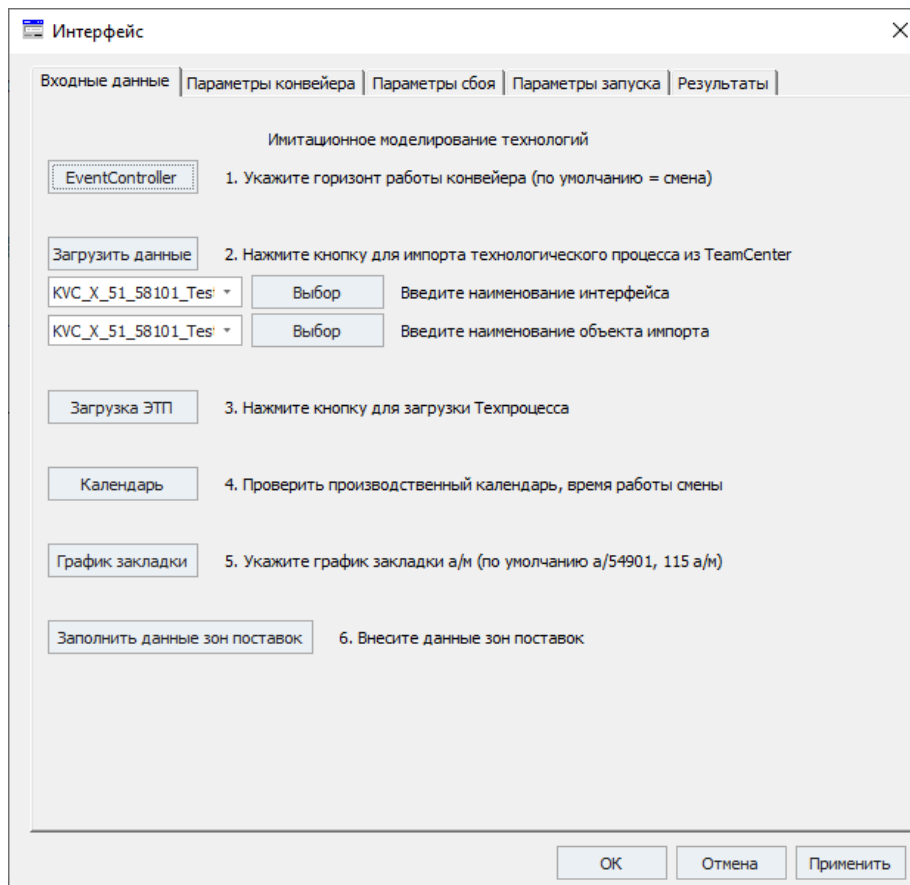 Интерфейс
Входные данные Параметры конвейера Параметры сбоя Параметры запуска Результаты
Имитационное моделирование технологий
EventController 1. Укажите горизонт работы конвейера (по умолчанию = смена)
Загрузить данные 2. Нажмите кнопку для импорта технологического процесса из TeamCenter
KVC_X_51_58101_Tes Выбор Введите наименование интерфейса
KVC_X_51_58101_Tes Выбор Введите наименование объекта импорта
Загрузка ЭТП 3. Нажмите кнопку для загрузки Техпроцесса
Календарь 4. Проверить производственный календарь, время работы смены
График закладки 5. Укажите график закладки а/м (по умолчанию а/54901, 115 а/м)
Заполнить данные зон поставок 6. Внесите данные зон поставок
ОК Отмена Применить